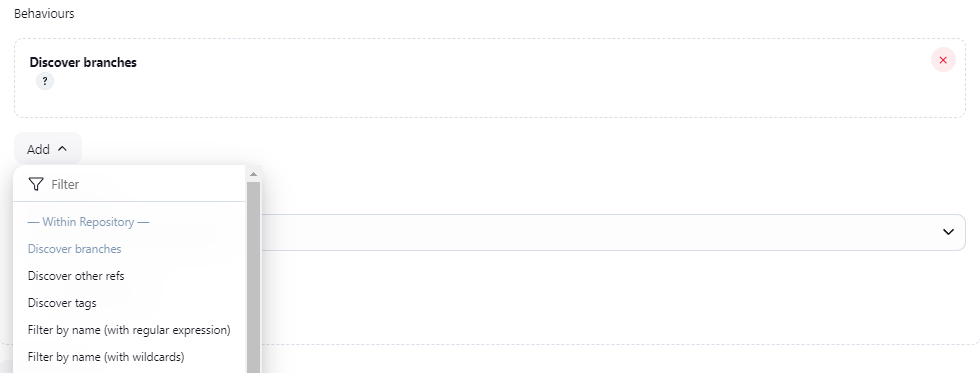 Behaviours
Discover branches
?
Add
Filter
— Within Repository —
Discover branches
Discover other refs
Discover tags
Filter by name (with regular expression)
Filter by name (with wildcards)